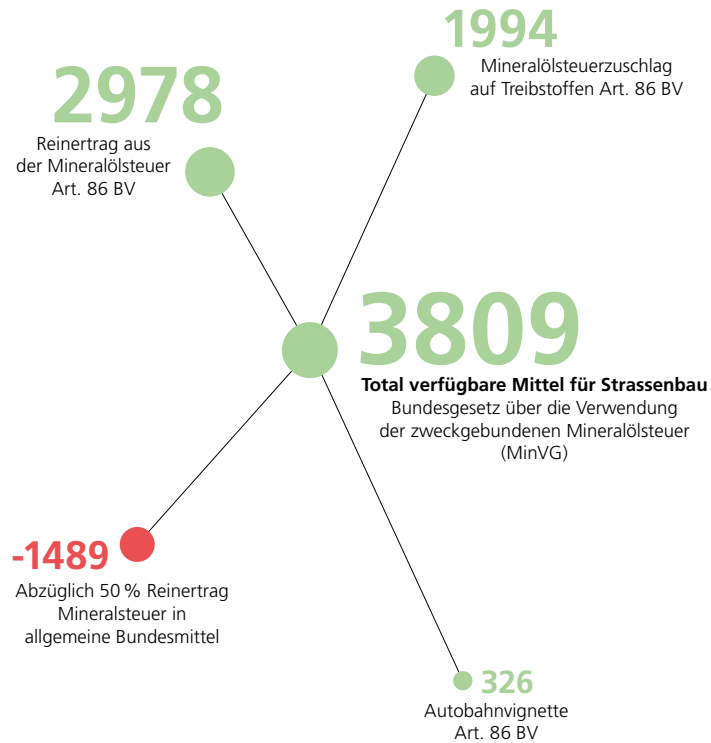 1994
Mineralölsteuerzuschlag
auf Treibstoffen Art. 86 BV
2978
Reinertrag aus
der Mineralölsteuer
Art. 86 BV
3809
Total verfügbare Mittel für Strassenbau
Bundesgesetz über die Verwendung
der zweckgebundenen Mineralölsteuer
(MinVG)
-1489
Abzüglich 50 % Reinertrag
Mineralsteuer in
allgemeine Bundesmittel
326
Autobahnvignette
Art. 86 BV